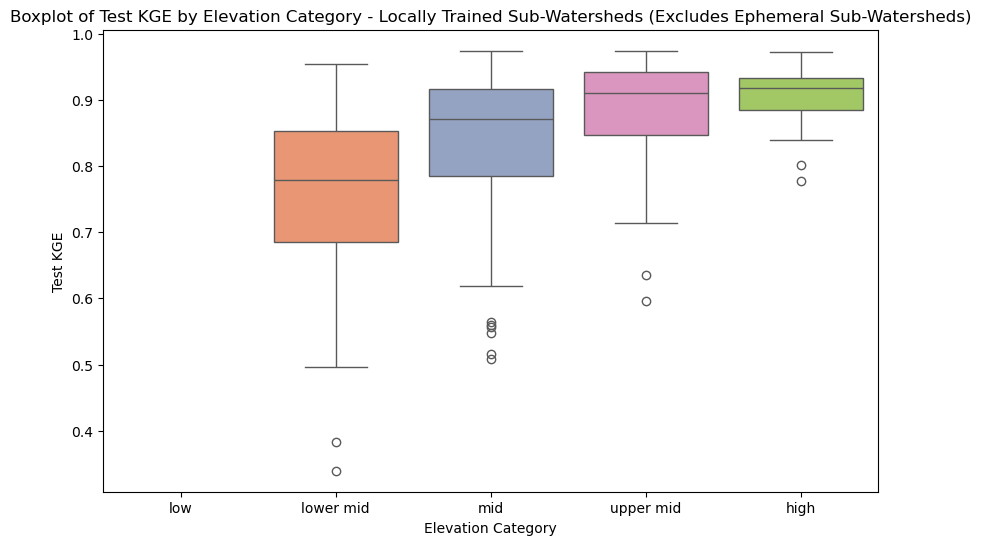 Boxplot of Test KGE by Elevation Category - Locally Trained Sub-Watersheds (Excludes Ephemeral Sub-Watersheds)
1.0
0.9
0.8
0.7
0.6
0.5
0.4
Test KGE
low lower mid mid upper mid high
Elevation Category